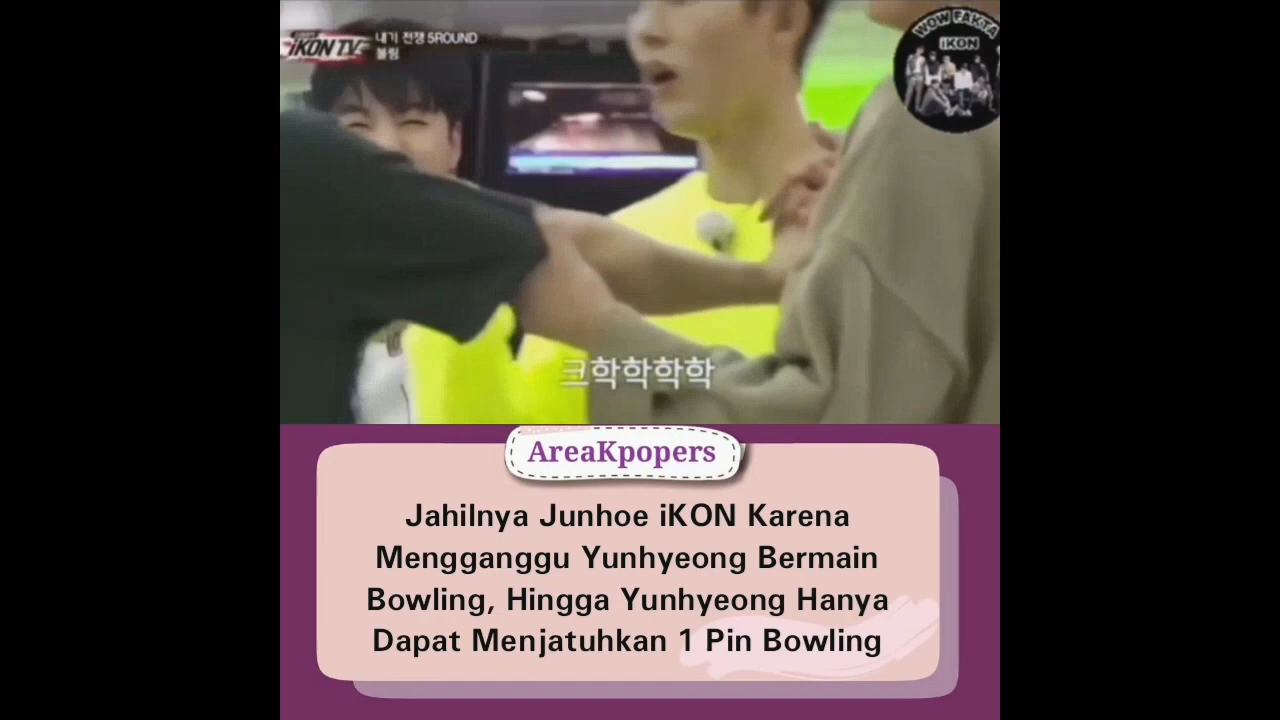 iKON TV
내기 전쟁 5ROUND
볼링
WOW FAKTA
iKON
크학학학학
AreaKpopers
Jahilnya Junhoe iKON Karena
Mengganggu Yunhyeong Bermain
Bowling, Hingga Yunhyeong Hanya
Dapat Menjatuhkan 1 Pin Bowling